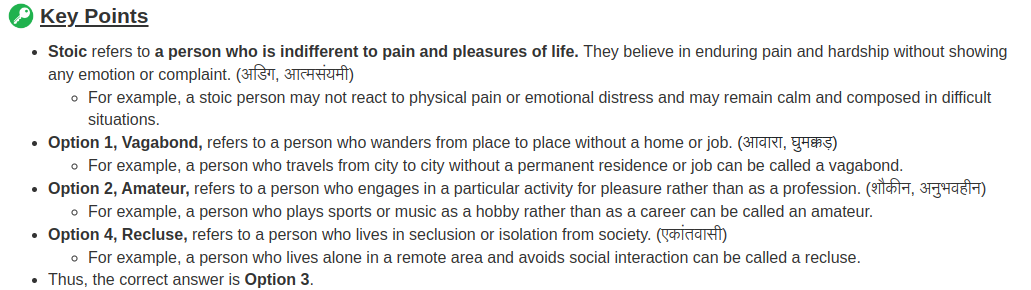 Key Points
Stoic refers to a person who is indifferent to pain and pleasures of life. They believe in enduring pain and hardship without showing
any emotion or complaint. (अडिग, आत्मसंयमी)
For example, a stoic person may not react to physical pain or emotional distress and may remain calm and composed in difficult
situations.
Option 1, Vagabond, refers to a person who wanders from place to place without a home or job. (आवारा, घुमक्कड़)
For example, a person who travels from city to city without a permanent residence or job can be called a vagabond.
Option 2, Amateur, refers to a person who engages in a particular activity for pleasure rather than as a profession. (शौकीन, अनुभवहीन)
For example, a person who plays sports or music as a hobby rather than as a career can be called an amateur.
Option 4, Recluse, refers to a person who lives in seclusion or isolation from society. (एकांतवासी)
For example, a person who lives alone in a remote area and avoids social interaction can be called a recluse.
Thus, the correct answer is Option 3.